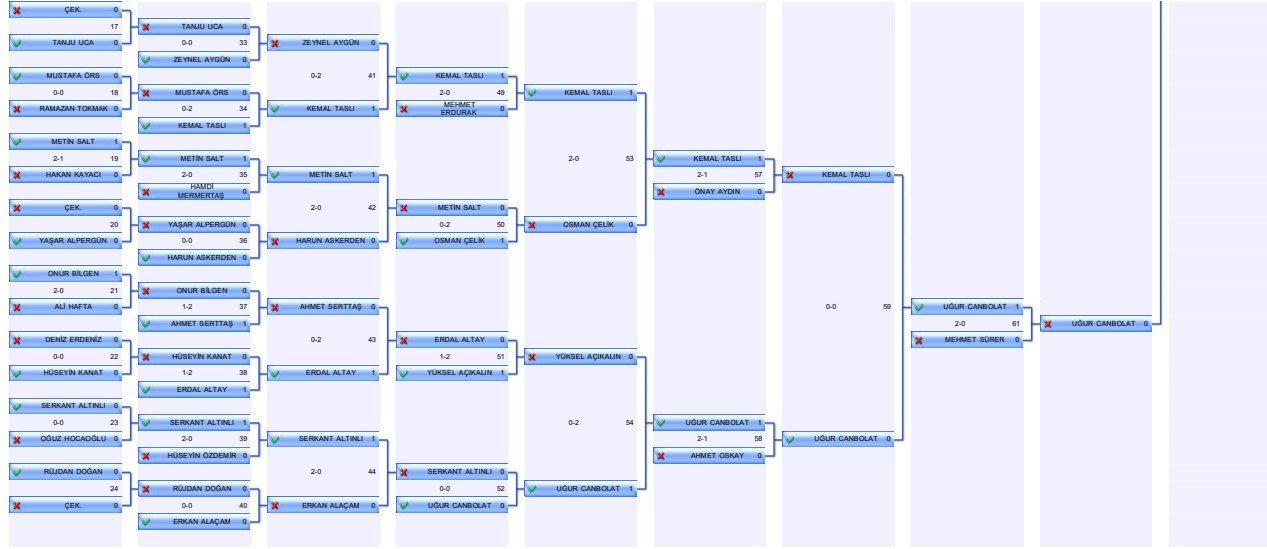 ÇEK. 0
17
TANJU UCA 0
MUSTAFA ÖRS 0
0-0 18
RAMAZAN TOKMAK 0
METİN SALT 1
2-1 19
HAKAN KAYACI 0
ÇEK. 0
20
YAŞAR ALPERGÜN 0
ONUR BİLGEN 1
2-0 21
ALİ HAFTA 0
DENİZ ERDENİZ 0
0-0 22
HÜSEYİN KANAT 0
SERKANT ALTINLI 0
0-0 23
OĞUZ HOCAOĞLU 0
RÜJDAN DOĞAN 0
24
ÇEK. 0
TANJU UCA 0
0-0 33
ZEYNEL AYGÜN 0
MUSTAFA ÖRS 0
0-2 34
KEMAL TASLI 1
METİN SALT 1
2-0 35
HAMDİ
MERMERTAŞ 0
YAŞAR ALPERGÜN 0
0-0 36
HARUN ASKERDEN 0
ONUR BİLGEN 0
1-2 37
AHMET SERTTAŞ 1
HÜSEYİN KANAT 0
1-2 38
ERDAL ALTAY 1
SERKANT ALTINLI 1
2-0 39
HÜSEYİN ÖZDEMİR 0
RÜJDAN DOĞAN 0
0-0 40
ERKAN ALAÇAM 0
ZEYNEL AYGÜN 0
0-2 41
KEMAL TASLI 1
METİN SALT 1
2-0 42
HARUN ASKERDEN 0
AHMET SERTTAŞ 0
0-2 43
ERDAL ALTAY 1
SERKANT ALTINLI 1
2-0 44
ERKAN ALAÇAM 0
KEMAL TASLI 1
2-0 49
MEHMET
ERDURAK 0
METİN SALT 0
0-2 50
OSMAN ÇELİK 1
ERDAL ALTAY 0
1-2 51
YÜKSEL AÇIKALIN 1
SERKANT ALTINLI 0
0-0 52
UĞUR CANBOLAT 0
KEMAL TASLI 1
2-0 53
OSMAN ÇELİK 0
YÜKSEL AÇIKALIN 0
0-2 54
UĞUR CANBOLAT 1
KEMAL TASLI 1
2-1 57
ÖNAY AYDIN 0
UĞUR CANBOLAT 1
2-1 58
AHMET OSKAY 0
KEMAL TASLI 0
0-0 59
UĞUR CANBOLAT 0
UĞUR CANBOLAT 1
2-0 61
MEHMET SÜRER 0
UĞUR CANBOLAT 0